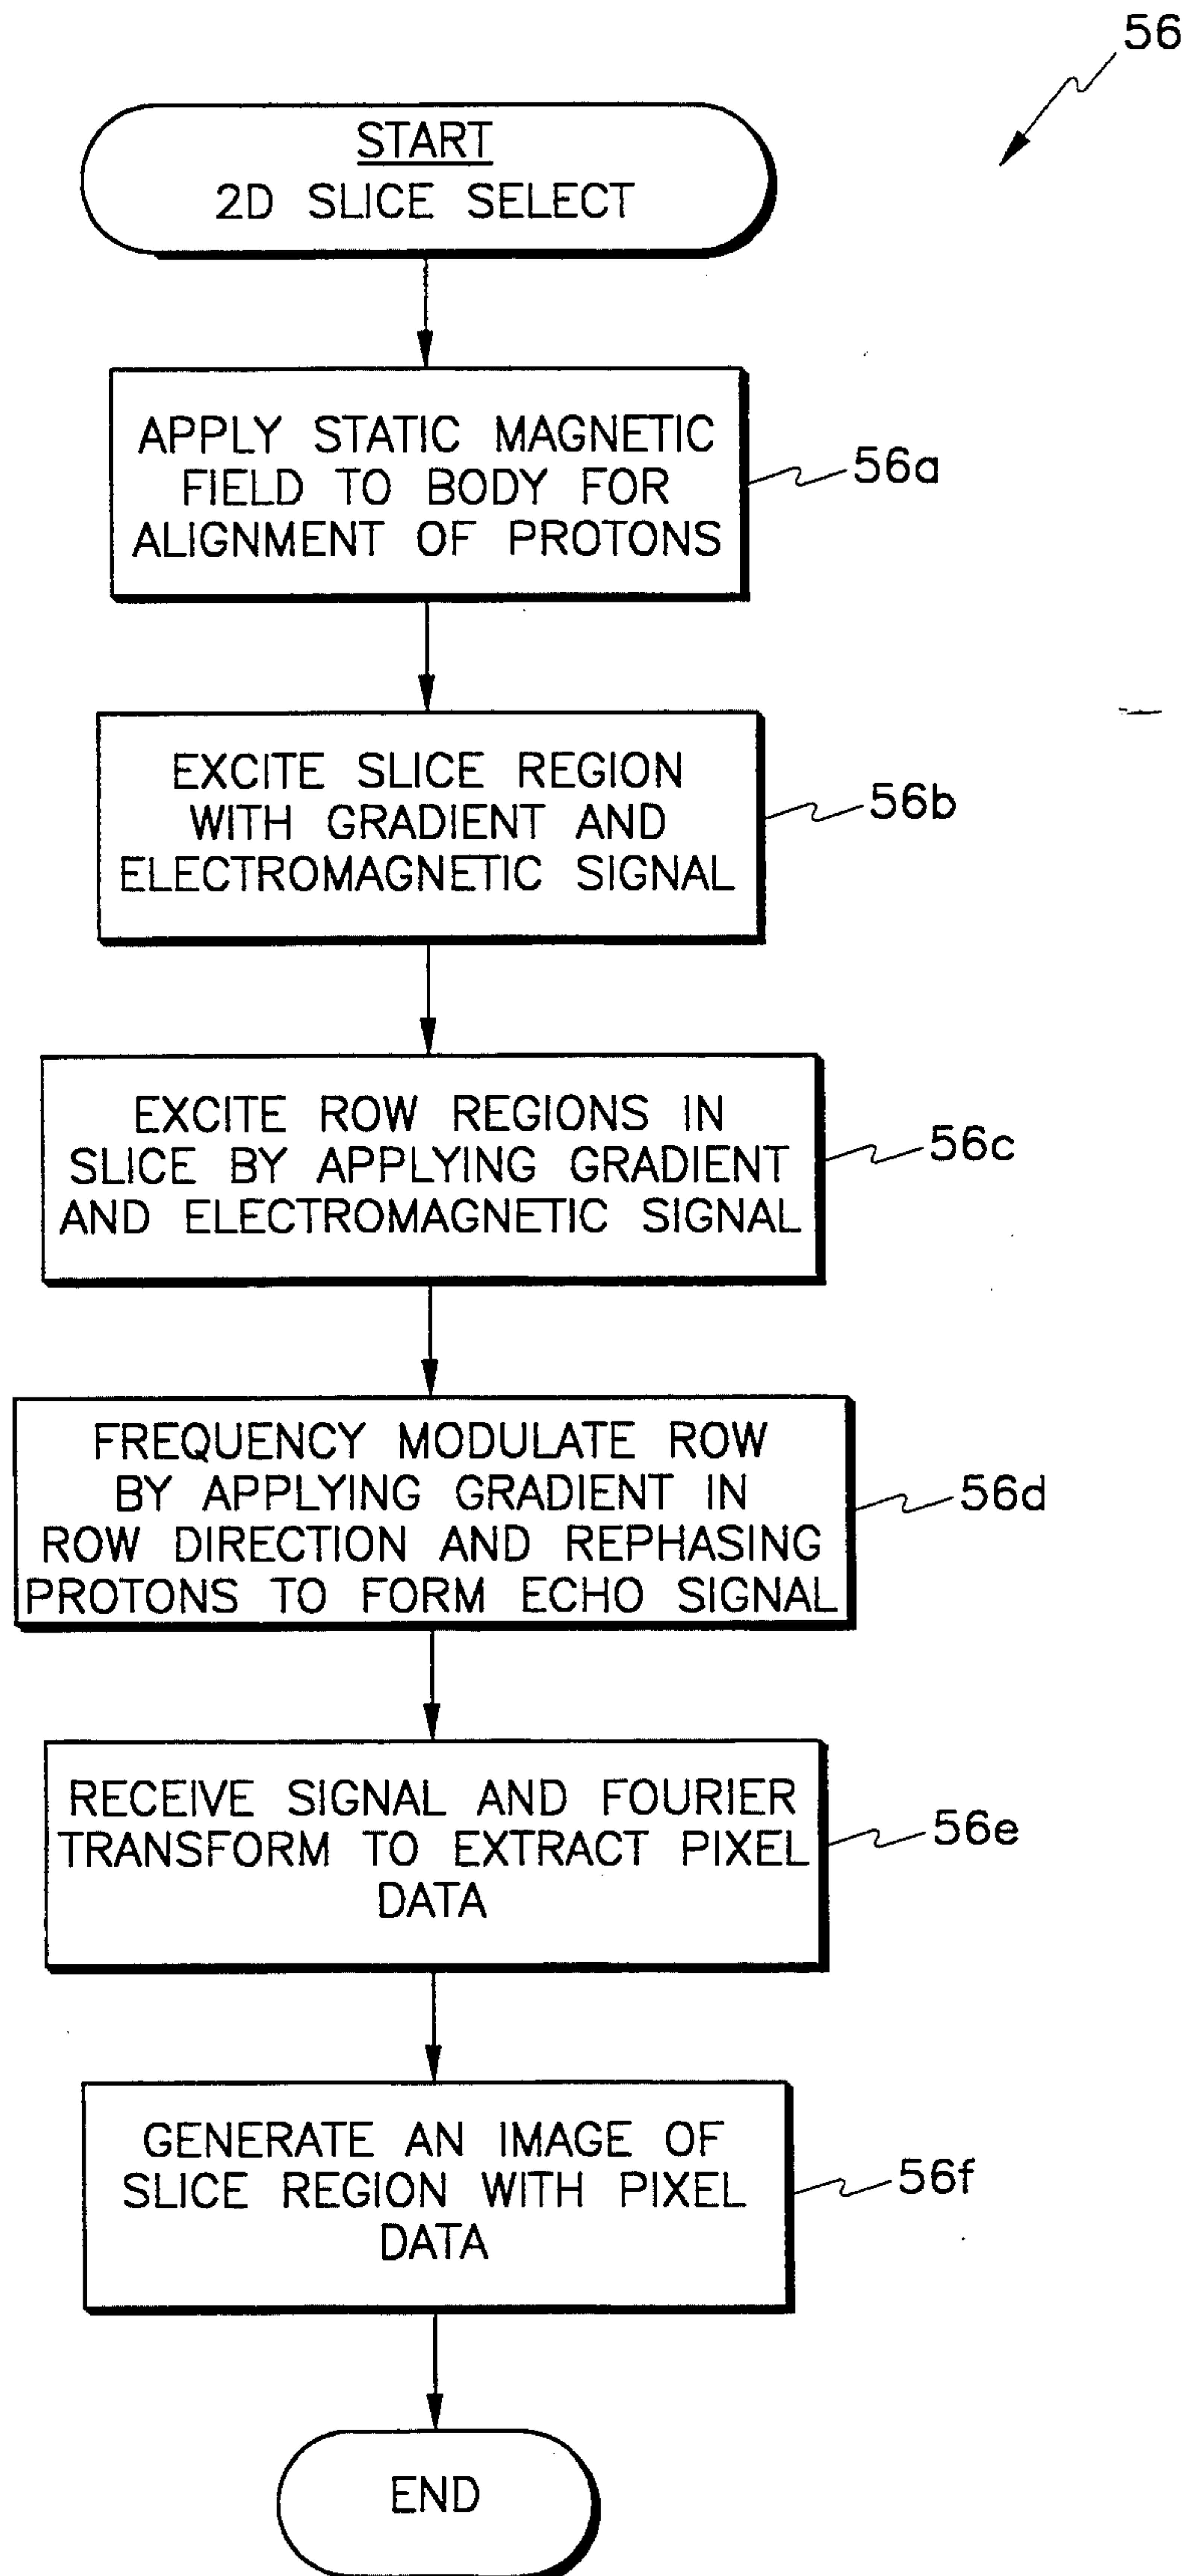 56
START
2D SLICE SELECT
APPLY STATIC MAGNETIC
FIELD TO BODY FOR
ALIGNMENT OF PROTONS
56a
EXCITE SLICE REGION
WITH GRADIENT AND
ELECTROMAGNETIC SIGNAL
56b
EXCITE ROW REGIONS IN
SLICE BY APPLYING GRADIENT
AND ELECTROMAGNETIC SIGNAL
56c
FREQUENCY MODULATE ROW
BY APPLYING GRADIENT IN
ROW DIRECTION AND REPHASING
PROTONS TO FORM ECHO SIGNAL
56d
RECEIVE SIGNAL AND FOURIER
TRANSFORM TO EXTRACT PIXEL
DATA
56e
GENERATE AN IMAGE OF
SLICE REGION WITH PIXEL
DATA
56f
END